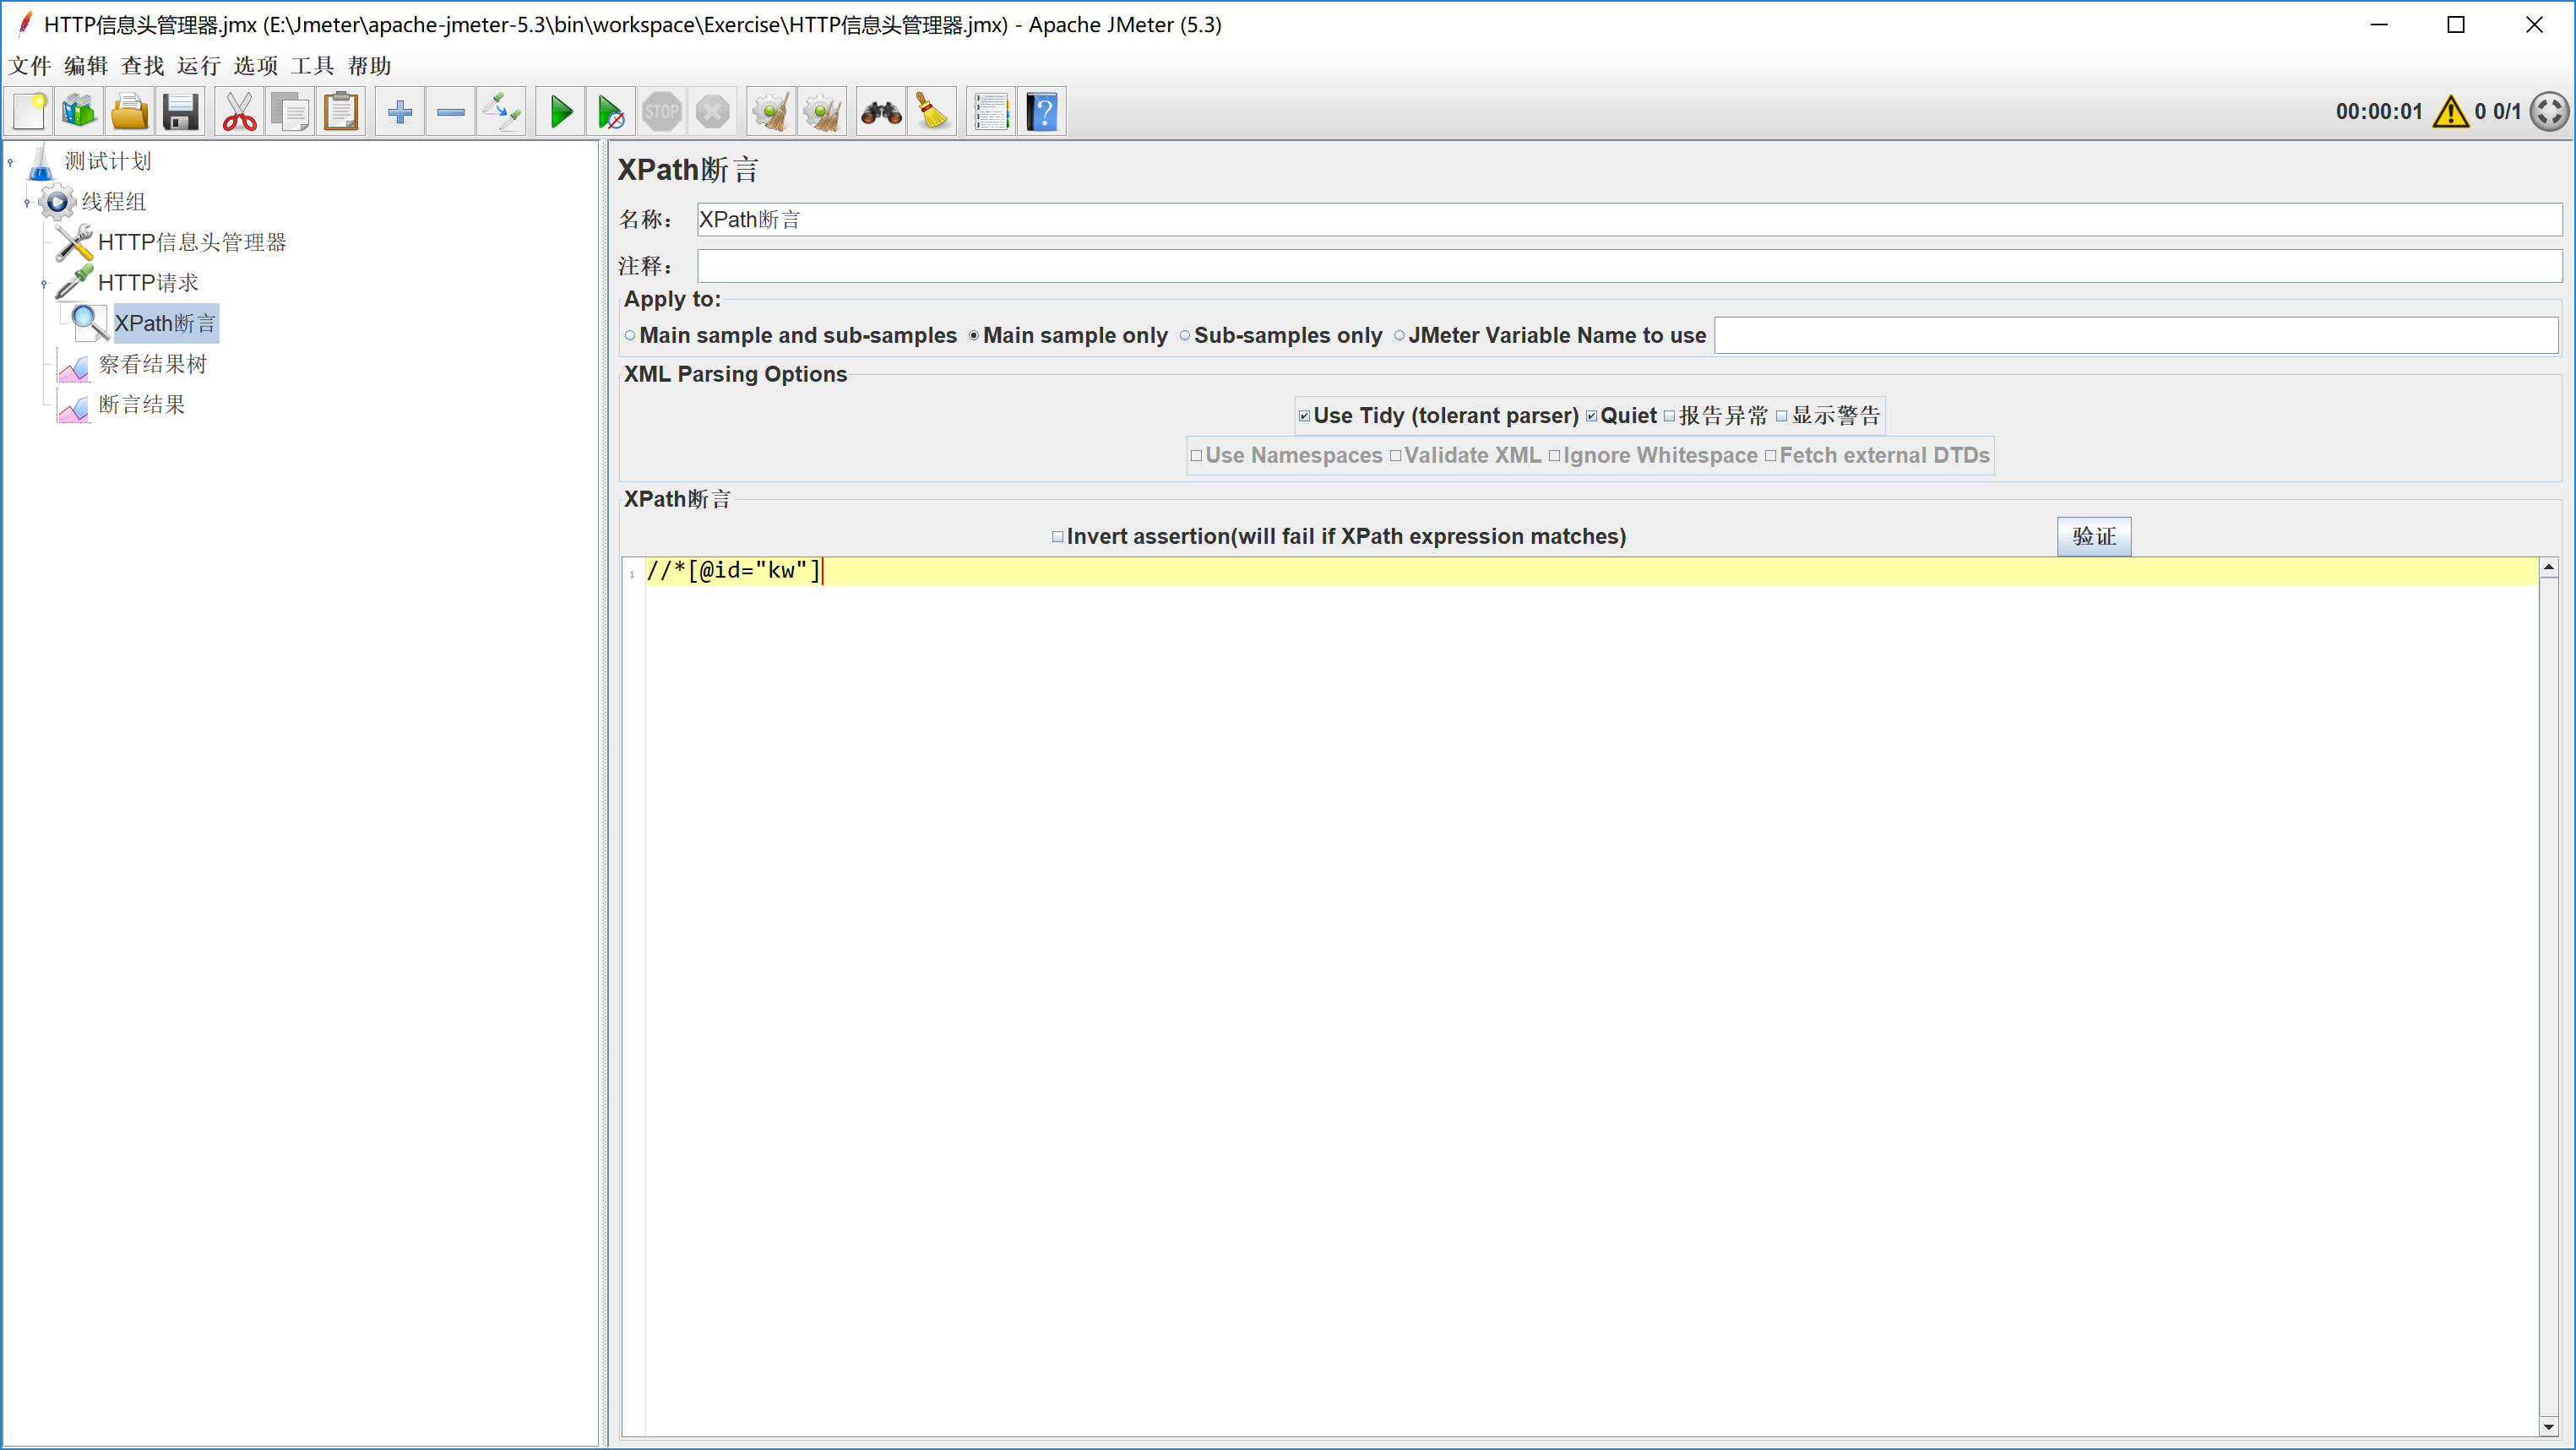 HTTP信息头管理器.jmx (E:\Jmeter\apache-jmeter-5.3\bin\workspace\Exercise\HTTP信息头管理器.jmx) - Apache JMeter (5.3)
文件 编辑 查找 运行 选项 工具 帮助
STOP
00:00:01 0 0/1
测试计划
线程组
HTTP信息头管理器
HTTP请求
XPath断言
察看结果树
断言结果
XPath断言
名称： XPath断言
注释：
Apply to:
Main sample and sub-samples Main sample only Sub-samples only JMeter Variable Name to use
XML Parsing Options
Use Tidy (tolerant parser) Quiet 报告异常 显示警告
Use Namespaces Validate XML Ignore Whitespace Fetch external DTDs
XPath断言
Invert assertion(will fail if XPath expression matches) 验证
1 //*[@id="kw"]